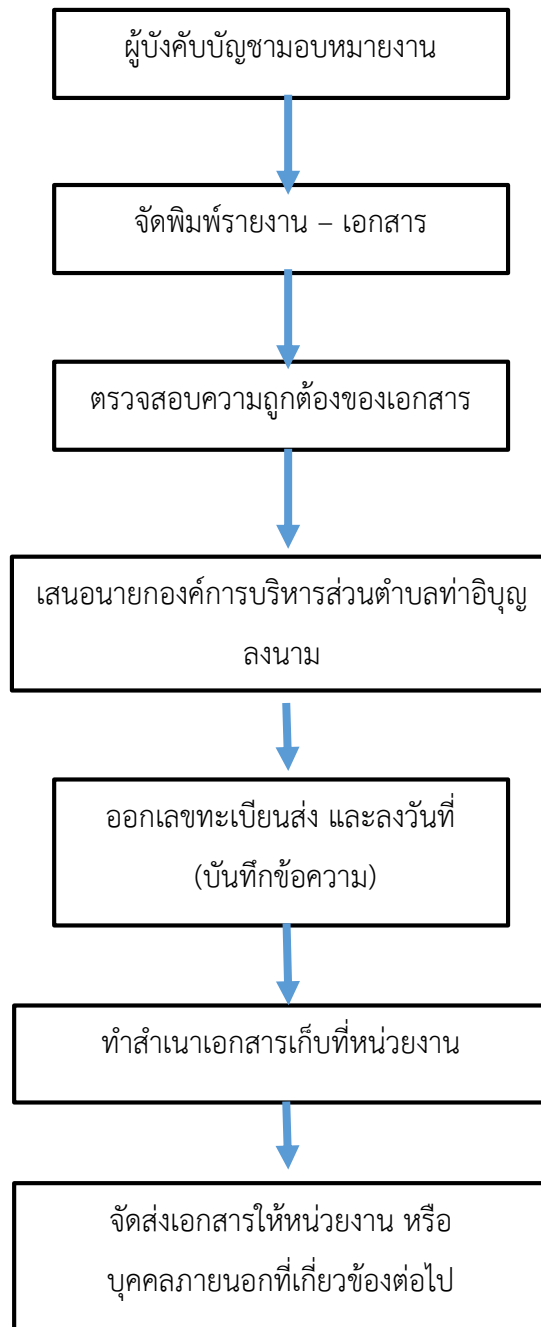 ผู้บังคับบัญชามอบหมายงาน
จัดพิมพ์รายงาน – เอกสาร
ตรวจสอบความถูกต้องของเอกสาร
เสนอนายกองค์การบริหารส่วนตำบลท่าอิบุญ
ลงนาม
ออกเลขทะเบียนส่ง และลงวันที่
(บันทึกข้อความ)
ทำสำเนาเอกสารเก็บที่หน่วยงาน
จัดส่งเอกสารให้หน่วยงาน หรือ
บุคคลภายนอกที่เกี่ยวข้องต่อไป